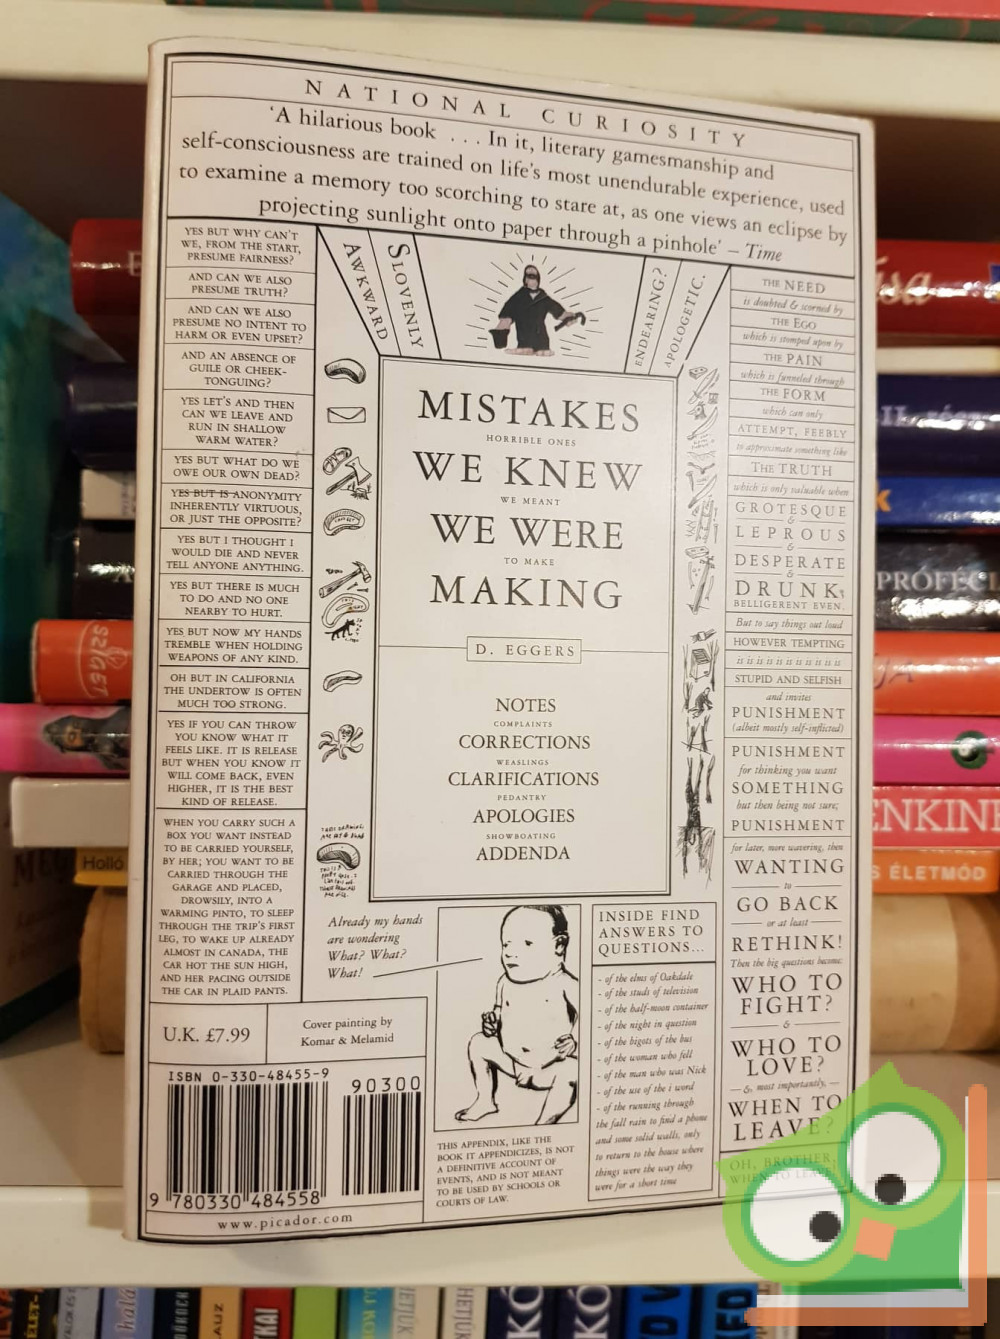 NATIONAL CURIOSITY
'A hilarious book ... In it, literary gamesmanship and
self-consciousness are trained on life's most unendurable experience, used
to examine a memory too scorching to stare at, as one views an eclipse by
projecting sunlight onto paper through a pinhole' – Time
YES BUT WHY CAN'T
WE, FROM THE START,
PRESUME FAIRNESS?
AND CAN WE ALSO
PRESUME TRUTH?
AND CAN WE ALSO
PRESUME NO INTENT TO
HARM OR EVEN UPSET?
AND AN ABSENCE OF
GUILE OR CHEEK-
TONGUING?
YES LET'S AND THEN
CAN WE LEAVE AND
RUN IN SHALLOW
WARM WATER?
YES BUT WHAT DO WE
OWE OUR OWN DEAD?
YES BUT IS ANONYMITY
INHERENTLY VIRTUOUS,
OR JUST THE OPPOSITE?
YES BUT I THOUGHT I
WOULD DIE AND NEVER
TELL ANYONE ANYTHING.
YES BUT THERE IS MUCH
TO DO AND NO ONE
NEARBY TO HURT.
YES BUT NOW MY HANDS
TREMBLE WHEN HOLDING
WEAPONS OF ANY KIND.
OH BUT IN CALIFORNIA
THE UNDERTOW IS OFTEN
MUCH TOO STRONG.
YES IF YOU CAN THROW
YOU KNOW WHAT IT
FEELS LIKE. IT IS RELEASE
BUT WHEN YOU KNOW IT
WILL COME BACK, EVEN
HIGHER, IT IS THE BEST
KIND OF RELEASE.
WHEN YOU CARRY SUCH A
BOX YOU WANT INSTEAD
TO BE CARRIED YOURSELF,
BY HER; YOU WANT TO BE
CARRIED THROUGH THE
GARAGE AND PLACED,
DROWSILY, INTO A
WARMING PINTO, TO SLEEP
THROUGH THE TRIP'S FIRST
LEG, TO WAKE UP ALREADY
ALMOST IN CANADA, THE
CAR HOT THE SUN HIGH,
AND HER PACING OUTSIDE
THE CAR IN PLAID PANTS.
AWKWARD
SLOVENLY
ENDEARING?
APOLOGETIC.
MISTAKES
HORRIBLE ONES
WE KNEW
WE MEANT
WE WERE
TO MAKE
MAKING
D. EGGERS
NOTES
COMPLAINTS
CORRECTIONS
WEASLINGS
CLARIFICATIONS
PEDANTRY
APOLOGIES
SHOWBOATING
ADDENDA
THE NEED
is doubted & scorned by
THE EGO
which is stomped upon by
THE PAIN
which is funneled through
THE FORM
which can only
ATTEMPT, FEEBLY
to approximate something like
THE TRUTH
which is only valuable when
GROTESQUE
&
LEPROUS
&
DESPERATE
&
DRUNK,
BELLIGERENT EVEN.
But to say things out loud
HOWEVER TEMPTING
is is is is is is is is is is
STUPID AND SELFISH
and invites
PUNISHMENT
(albeit mostly self-inflicted)
PUNISHMENT
for thinking you want
SOMETHING
but then being not sure;
PUNISHMENT
for later, more wavering, then
WANTING
to
GO BACK
or at least
RETHINK!
Then the big questions become:
WHO TO
FIGHT?
&
WHO TO
LOVE?
&, most importantly,
WHEN TO
LEAVE?
OH, BROTHER,
WHEN TO LEAVE?
Already my hands
are wondering
What? What?
What!
INSIDE FIND
ANSWERS TO
QUESTIONS...
- of the elms of Oakdale
- of the studs of television
- of the half-moon container
- of the night in question
- of the bigots of the bus
- of the woman who fell
- of the man who was Nick
- of the use of the i word
- of the running through
the fall rain to find a phone
and some solid walls, only
to return to the house where
things were the way they
were for a short time
THIS APPENDIX, LIKE THE
BOOK IT APPENDICIZES, IS NOT
A DEFINITIVE ACCOUNT OF
EVENTS, AND IS NOT MEANT
TO BE USED BY SCHOOLS OR
COURTS OF LAW.
U.K. £7.99
Cover painting by
Komar & Melamid
ISBN 0-330-48455-9
90300
9 780330 484558
www.picador.com
SZIGET
Holló
PRÓFÉCI
ENKINE
S ÉLETMÓD